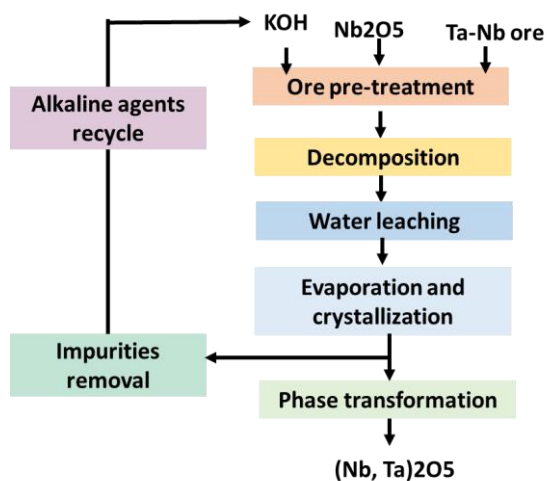 KOH
Nb2O5
Ta-Nb ore
Ore pre-treatment
Alkaline agents
recycle
Decomposition
Water leaching
Evaporation and
crystallization
Impurities
removal
Phase transformation
(Nb, Ta)2O5